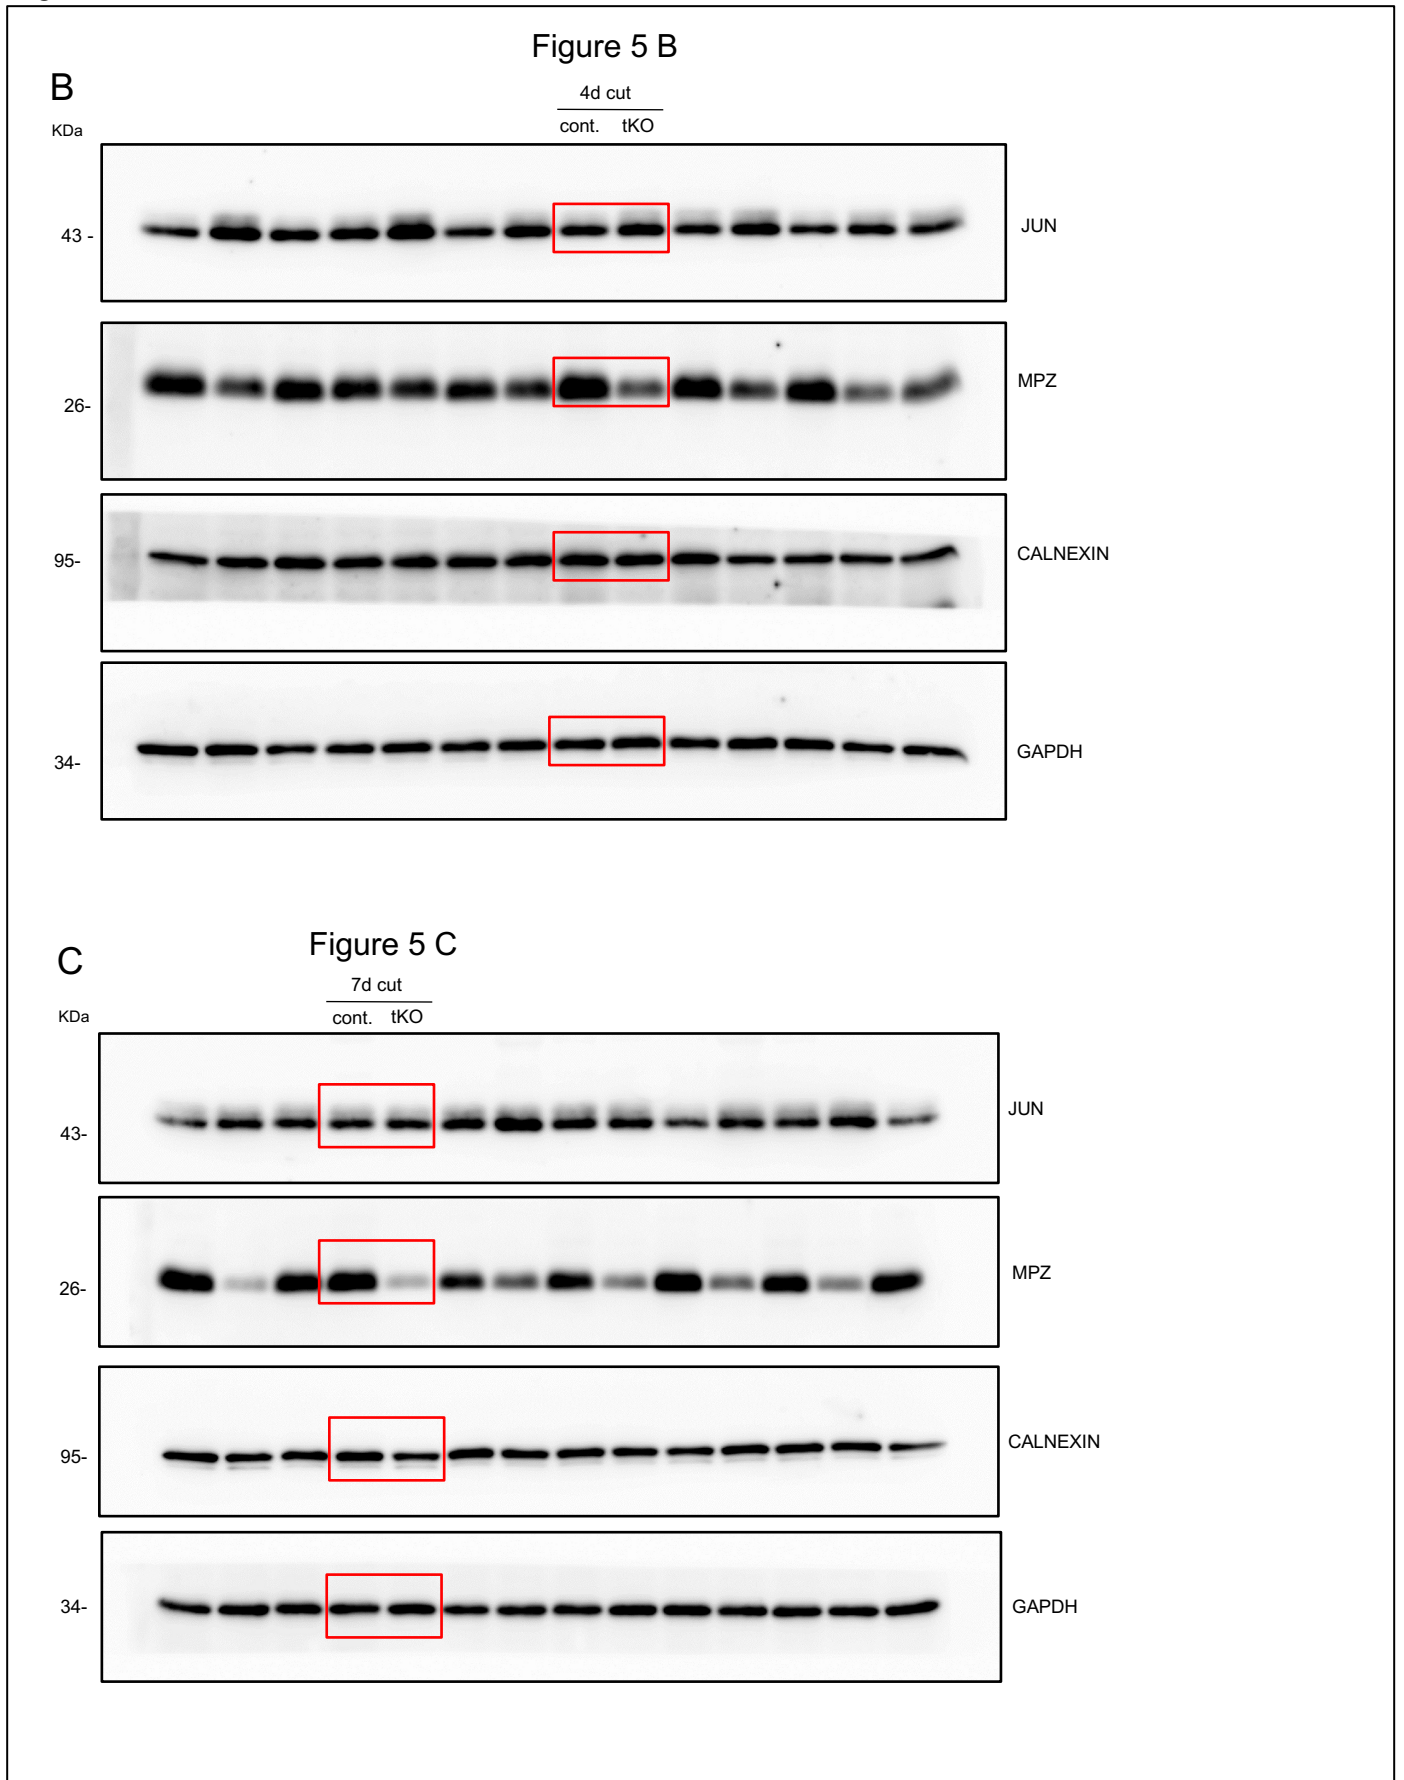 Figure 5 B
B
4d cut
KDa
cont. tKO
43 -
JUN
26-
MPZ
95-
CALNEXIN
34-
GAPDH
Figure 5 C
C
7d cut
KDa
cont. tKO
43-
JUN
26-
MPZ
95-
CALNEXIN
34-
GAPDH